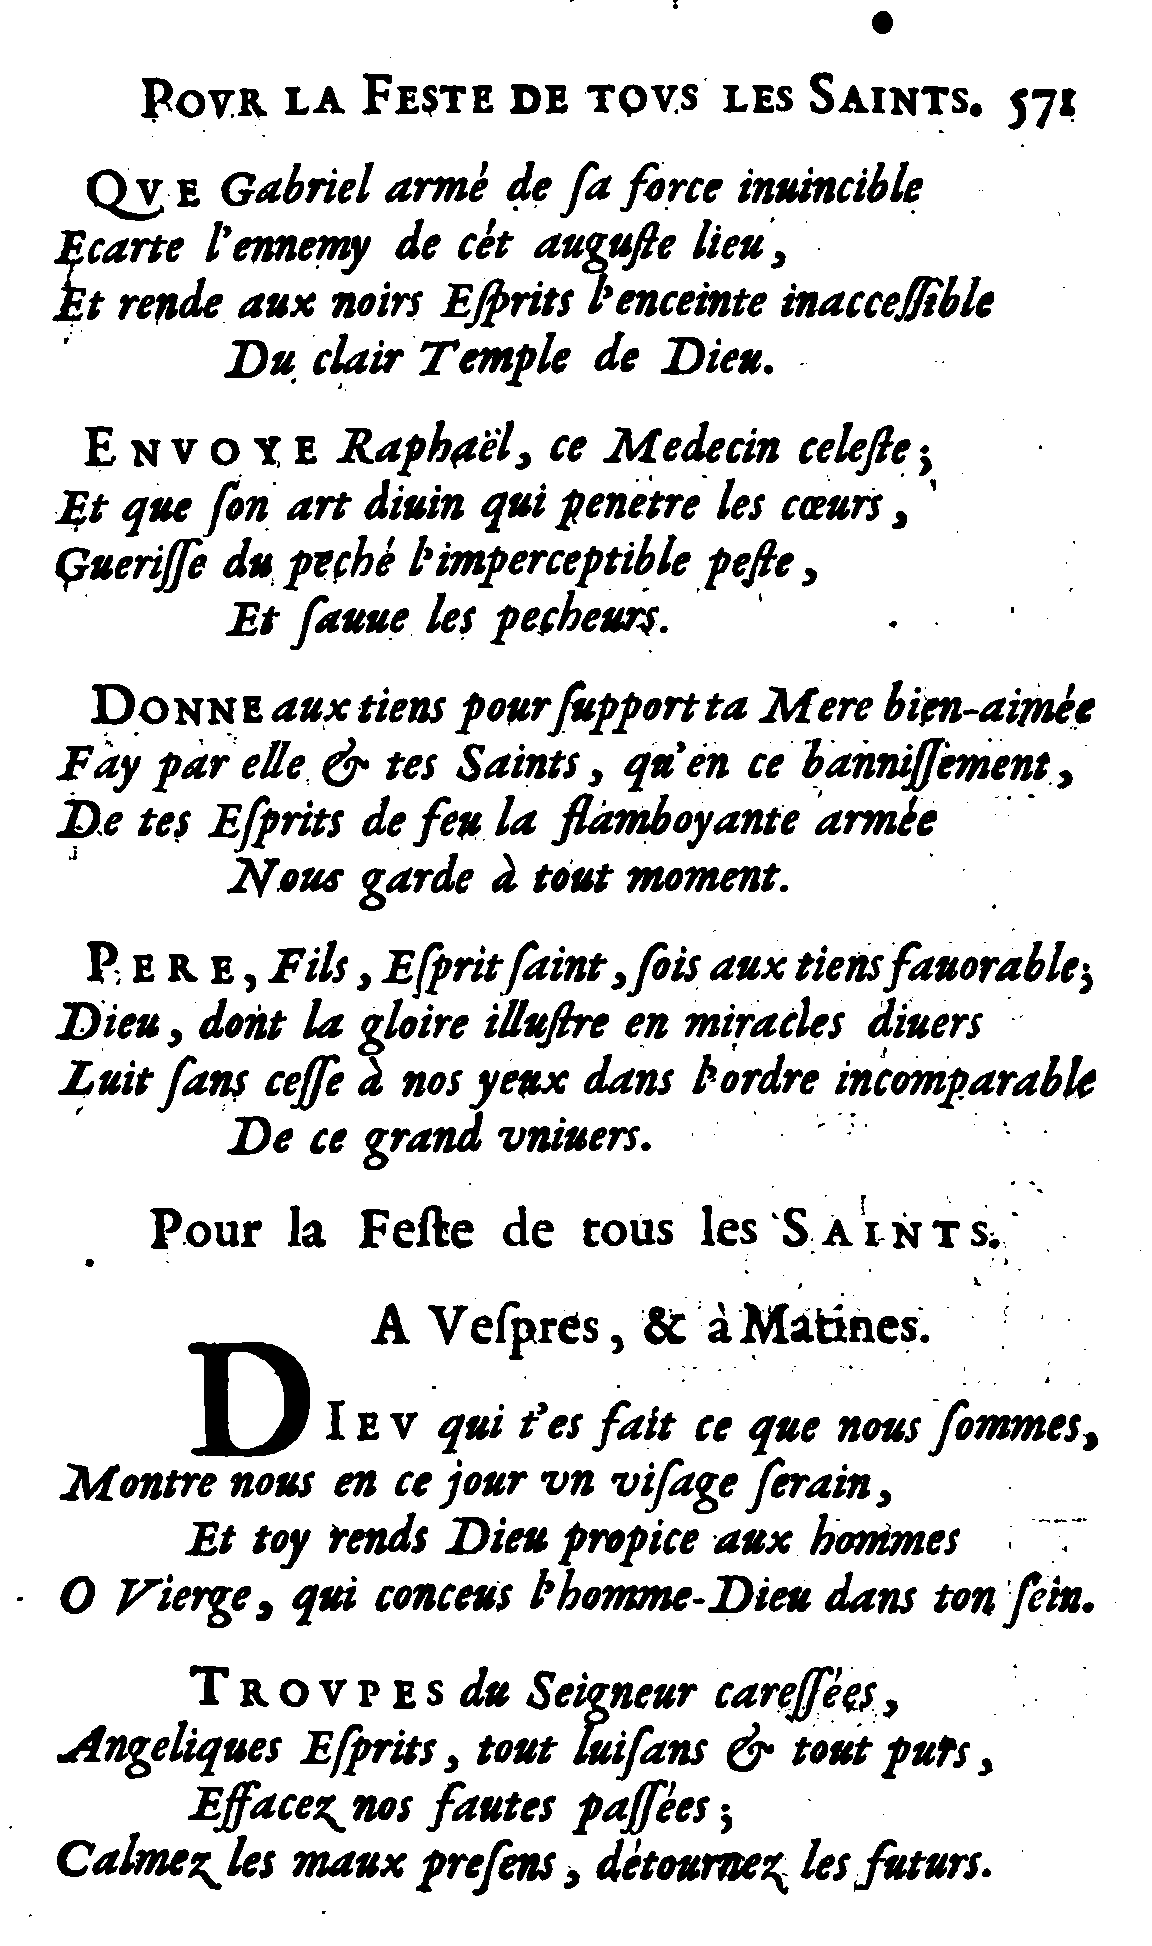 POVR LA FESTE DE TOVS LES SAINTS. 571
QVE Gabriel armé de ſa force inuincible
Ecarte l'ennemy de cét auguſte lieu,
Et rende aux noirs Eſprits l'enceinte inacceſſible
Du clair Temple de Dieu.
ENVOYE Raphaël, ce Medecin celeſte;
Et que ſon art diuin qui penetre les cœurs,
Gueriſſe du peché l'imperceptible peſte,
Et ſauue les pecheurs.
DONNE aux tiens pour ſupport ta Mere bien-aimée
Fay par elle & tes Saints, qu'en ce banniſſement,
De tes Eſprits de feu la flamboyante armée
Nous garde à tout moment.
PERE, Fils, Eſprit ſaint, ſois aux tiens fauorable;
Dieu, dont la gloire illuſtre en miracles diuers
Luit ſans ceſſe à nos yeux dans l'ordre incomparable
De ce grand vniuers.
Pour la Feſte de tous les SAINTS.
A Veſpres, & à Matines.
DIEV qui t'es fait ce que nous ſommes,
Montre nous en ce jour vn viſage ſerain,
Et toy rends Dieu propice aux hommes
O Vierge, qui conceus l'homme-Dieu dans ton ſein.
TROVPES du Seigneur careſſées,
Angeliques Eſprits, tout luiſans & tout purs,
Effacez nos fautes paſſées;
Calmez les maux preſens, détournez les futurs.